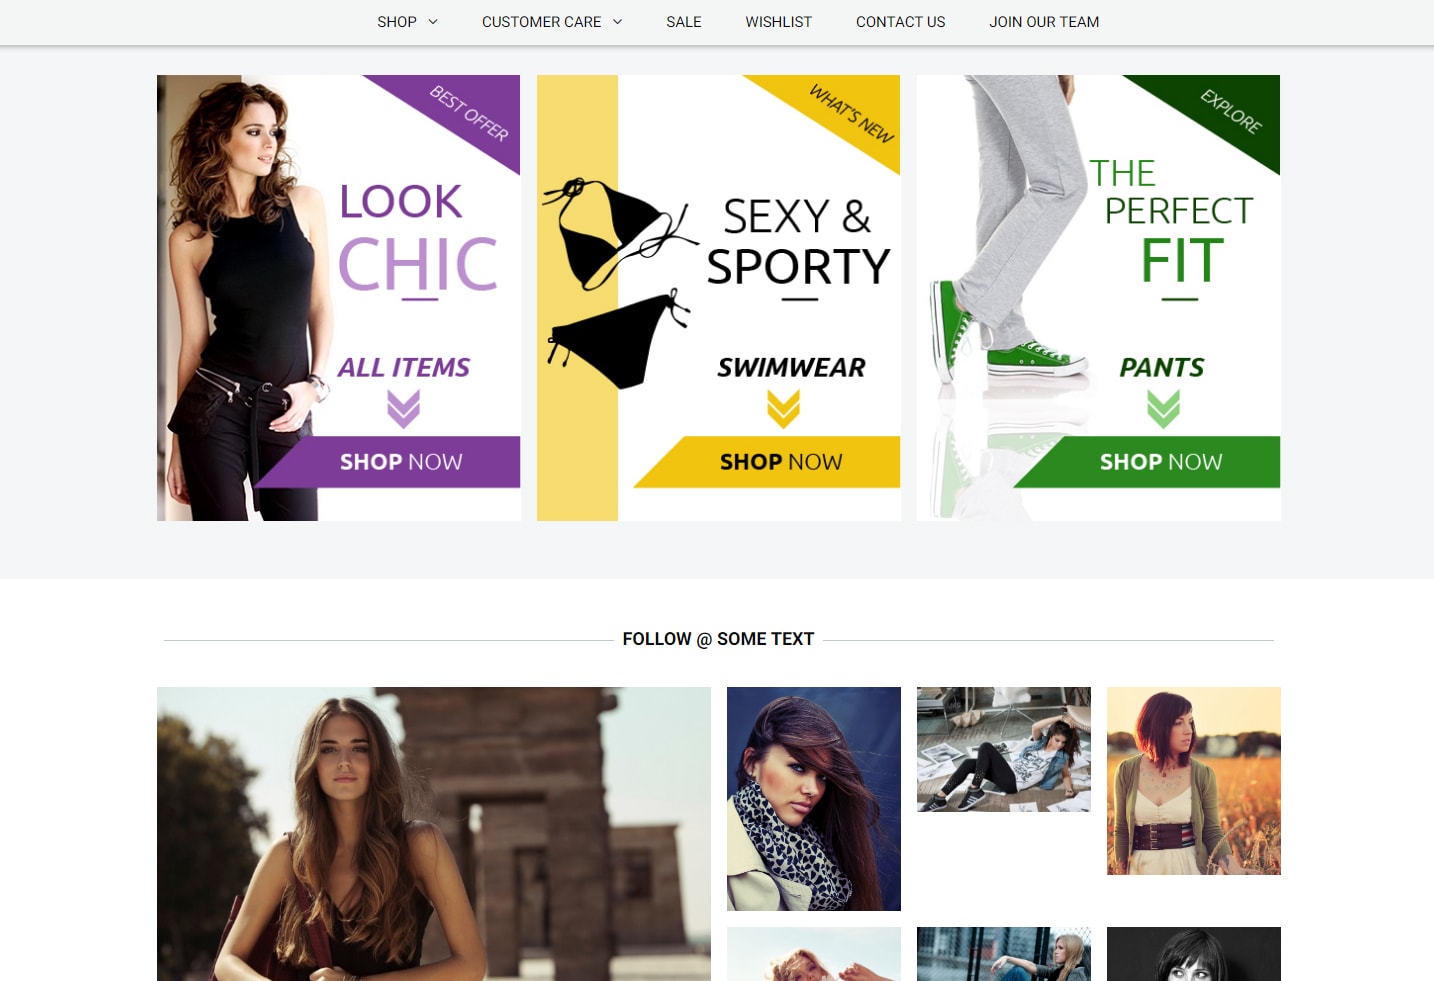 SHOP
CUSTOMER CARE
SALE
WISHLIST
CONTACT US
JOIN OUR TEAM
BEST OFFER
LOOK
CHIC
ALL ITEMS
SHOP NOW
WHAT'S NEW
SEXY &
SPORTY
SWIMWEAR
SHOP NOW
EXPLORE
THE
PERFECT
FIT
PANTS
SHOP NOW
FOLLOW @ SOME TEXT